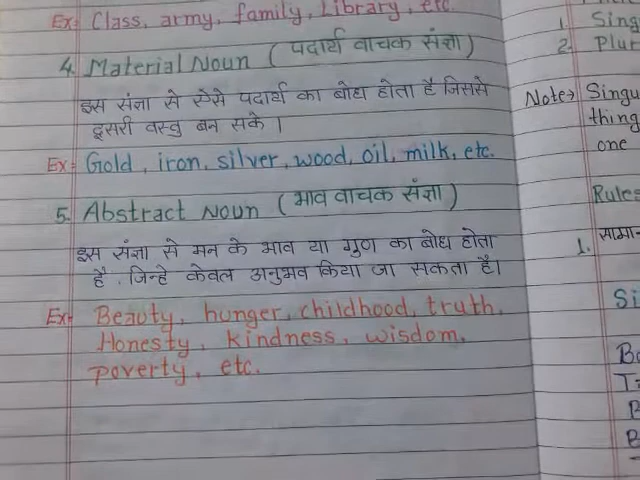 Ex:- Class, army, family, Library, etc.
4. Material Noun (पदार्थ वाचक संज्ञा)
इस संज्ञा से ऐसे पदार्थ का बोध होता है जिससे
दूसरी वस्तु बन सके।
Ex:- Gold, iron, silver, wood, oil, milk, etc.
5. Abstract Noun (भाव वाचक संज्ञा)
इस संज्ञा से मन के भाव या गुण का बोध होता
है, जिन्हे केवल अनुभव किया जा सकता है।
Ex:- Beauty, hunger, childhood, truth,
Honesty, kindness, wisdom,
poverty, etc.
1. Sing
2. Plur
Note→ Singu
thing
one
Rules
1. सामान
Si
B